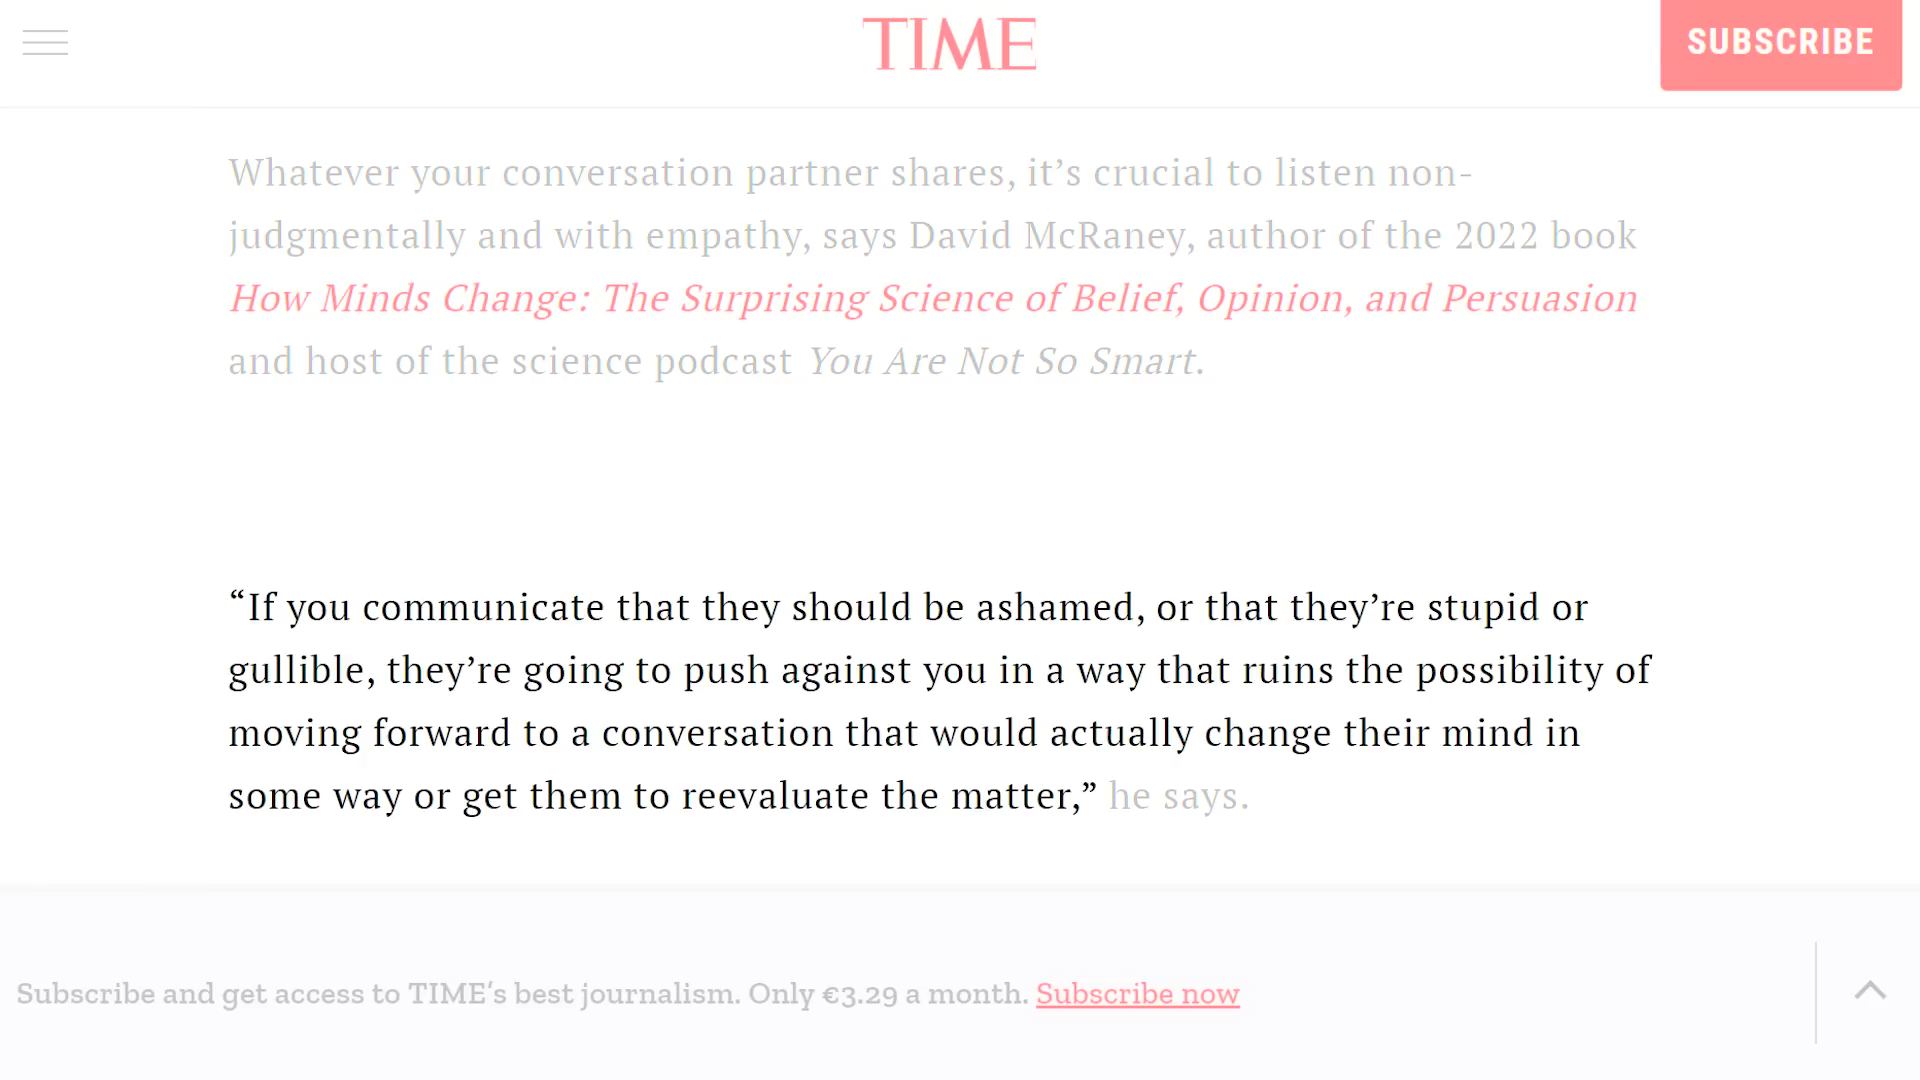 TIME
SUBSCRIBE
Whatever your conversation partner shares, it’s crucial to listen non-
judgmentally and with empathy, says David McRaney, author of the 2022 book
How Minds Change: The Surprising Science of Belief, Opinion, and Persuasion
and host of the science podcast You Are Not So Smart.
“If you communicate that they should be ashamed, or that they’re stupid or
gullible, they’re going to push against you in a way that ruins the possibility of
moving forward to a conversation that would actually change their mind in
some way or get them to reevaluate the matter,” he says.
Subscribe and get access to TIME’s best journalism. Only €3.29 a month. Subscribe now